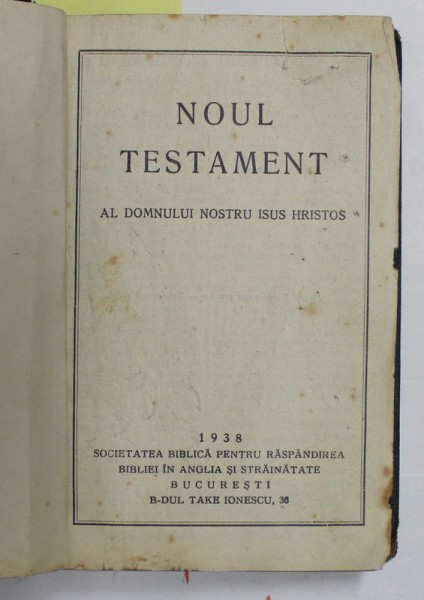 NOUL
TESTAMENT
AL DOMNULUI NOSTRU ISUS HRISTOS
1938
SOCIETATEA BIBLICĂ PENTRU RĂSPÂNDIREA
BIBLIEI ÎN ANGLIA ȘI STRĂINĂTATE
BUCUREȘTI
B-DUL TAKE IONESCU,